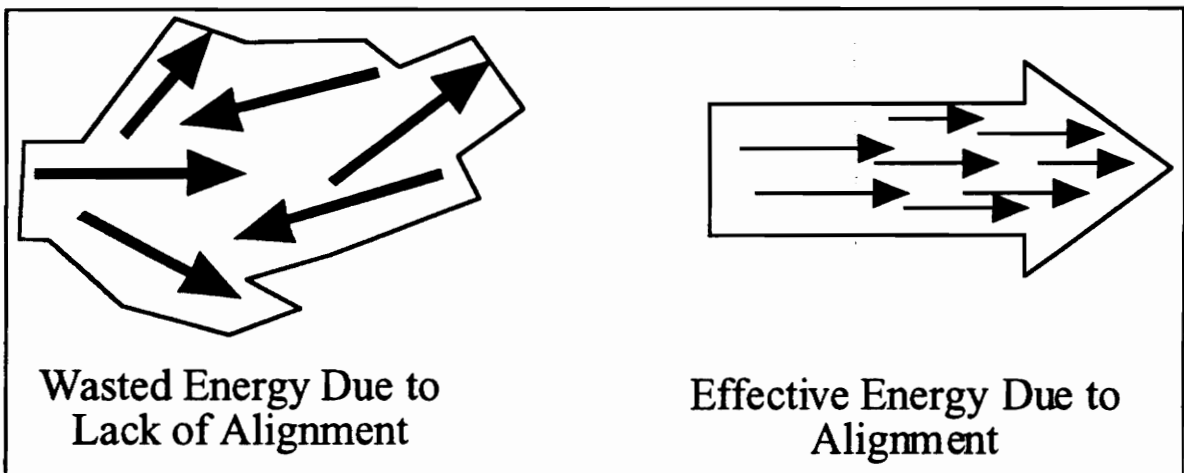 Wasted Energy Due to
Lack of Alignment
Effective Energy Due to
Alignment